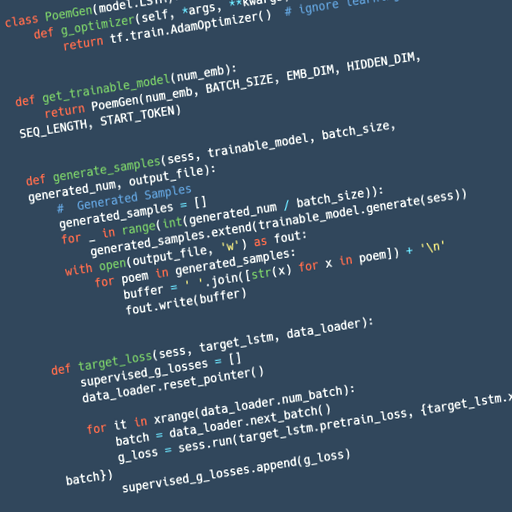 class PoemGen(model.LSTM):
def g_optimizer(self, *args, **kwargs
return tf.train.AdamOptimizer() # ignore learn
def get_trainable_model(num_emb):
return PoemGen(num_emb, BATCH_SIZE, EMB_DIM, HIDDEN_DIM,
SEQ_LENGTH, START_TOKEN)
def generate_samples(sess, trainable_model, batch_size,
generated_num, output_file):
# Generated Samples
generated_samples = []
for _ in range(int(generated_num / batch_size)):
generated_samples.extend(trainable_model.generate(sess))
with open(output_file, 'w') as fout:
for poem in generated_samples:
buffer = ' '.join([str(x) for x in poem]) + '\n'
fout.write(buffer)
def target_loss(sess, target_lstm, data_loader):
supervised_g_losses = []
data_loader.reset_pointer()
for it in xrange(data_loader.num_batch):
batch = data_loader.next_batch()
g_loss = sess.run(target_lstm.pretrain_loss, {target_lstm.x
batch})
supervised_g_losses.append(g_loss)